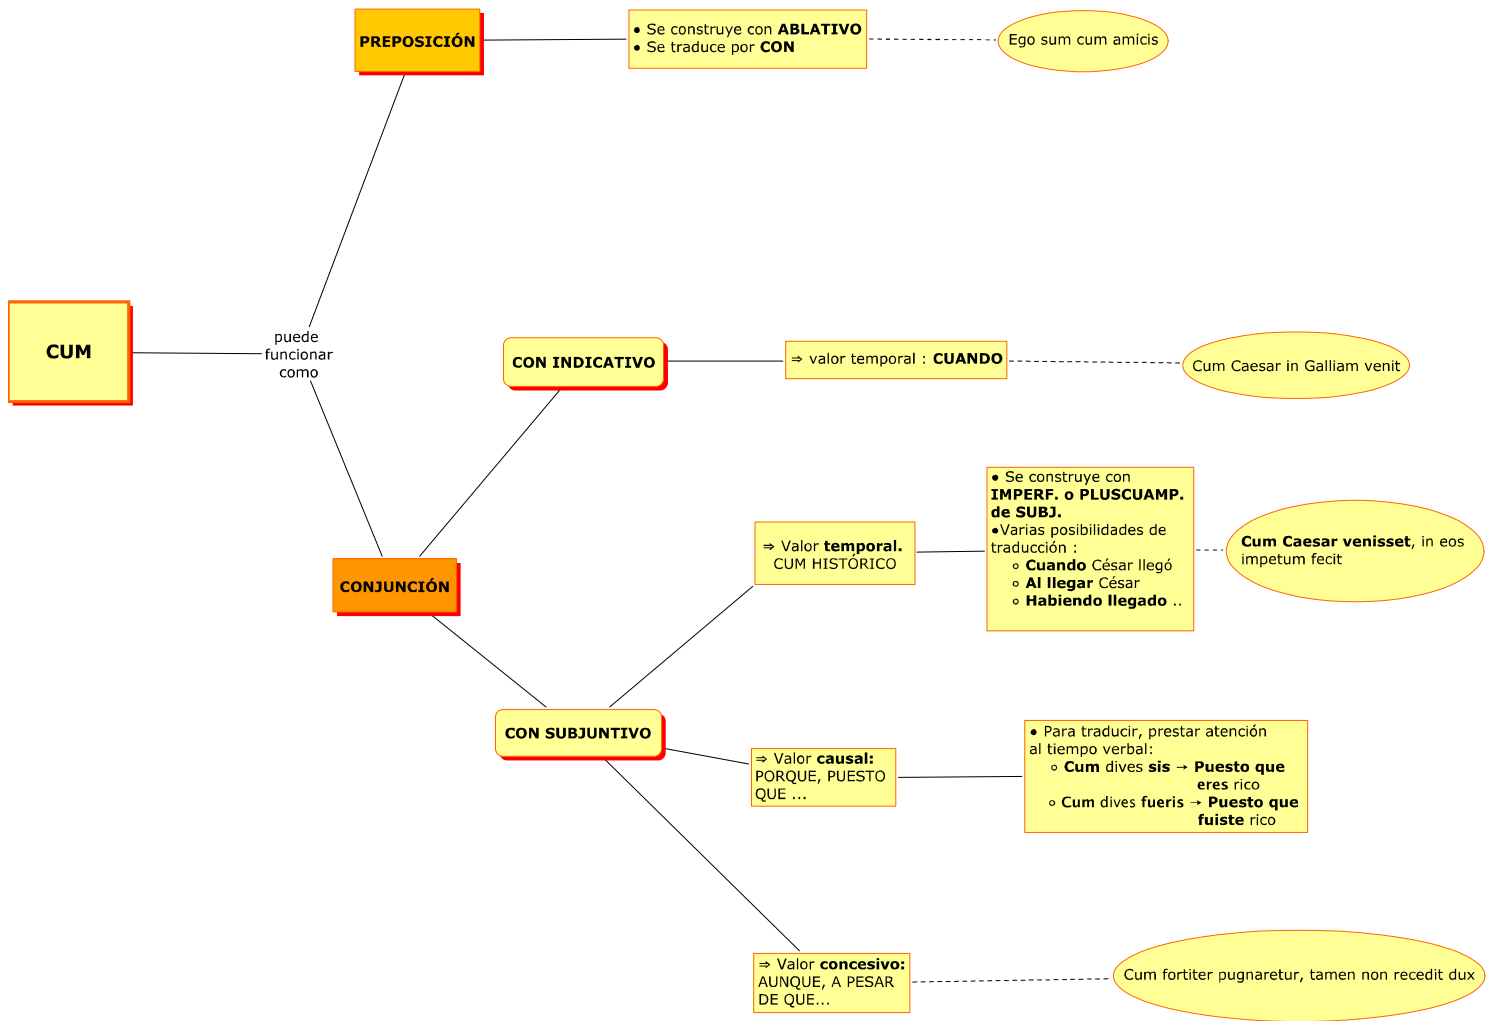 PREPOSICIÓN
● Se construye con ABLATIVO
● Se traduce por CON
Ego sum cum amicis
CUM
puede
funcionar
como
CON INDICATIVO
⇒ valor temporal : CUANDO
Cum Caesar in Galliam venit
CONJUNCIÓN
CON SUBJUNTIVO
⇒ Valor temporal.
CUM HISTÓRICO
● Se construye con
IMPERF. o PLUSCUAMP.
de SUBJ.
●Varias posibilidades de
traducción :
○ Cuando César llegó
○ Al llegar César
○ Habiendo llegado ..
Cum Caesar venisset, in eos
impetum fecit
⇒ Valor causal:
PORQUE, PUESTO
QUE ...
● Para traducir, prestar atención
al tiempo verbal:
○ Cum dives sis → Puesto que
eres rico
○ Cum dives fueris → Puesto que
fuiste rico
⇒ Valor concesivo:
AUNQUE, A PESAR
DE QUE...
Cum fortiter pugnaretur, tamen non recedit dux